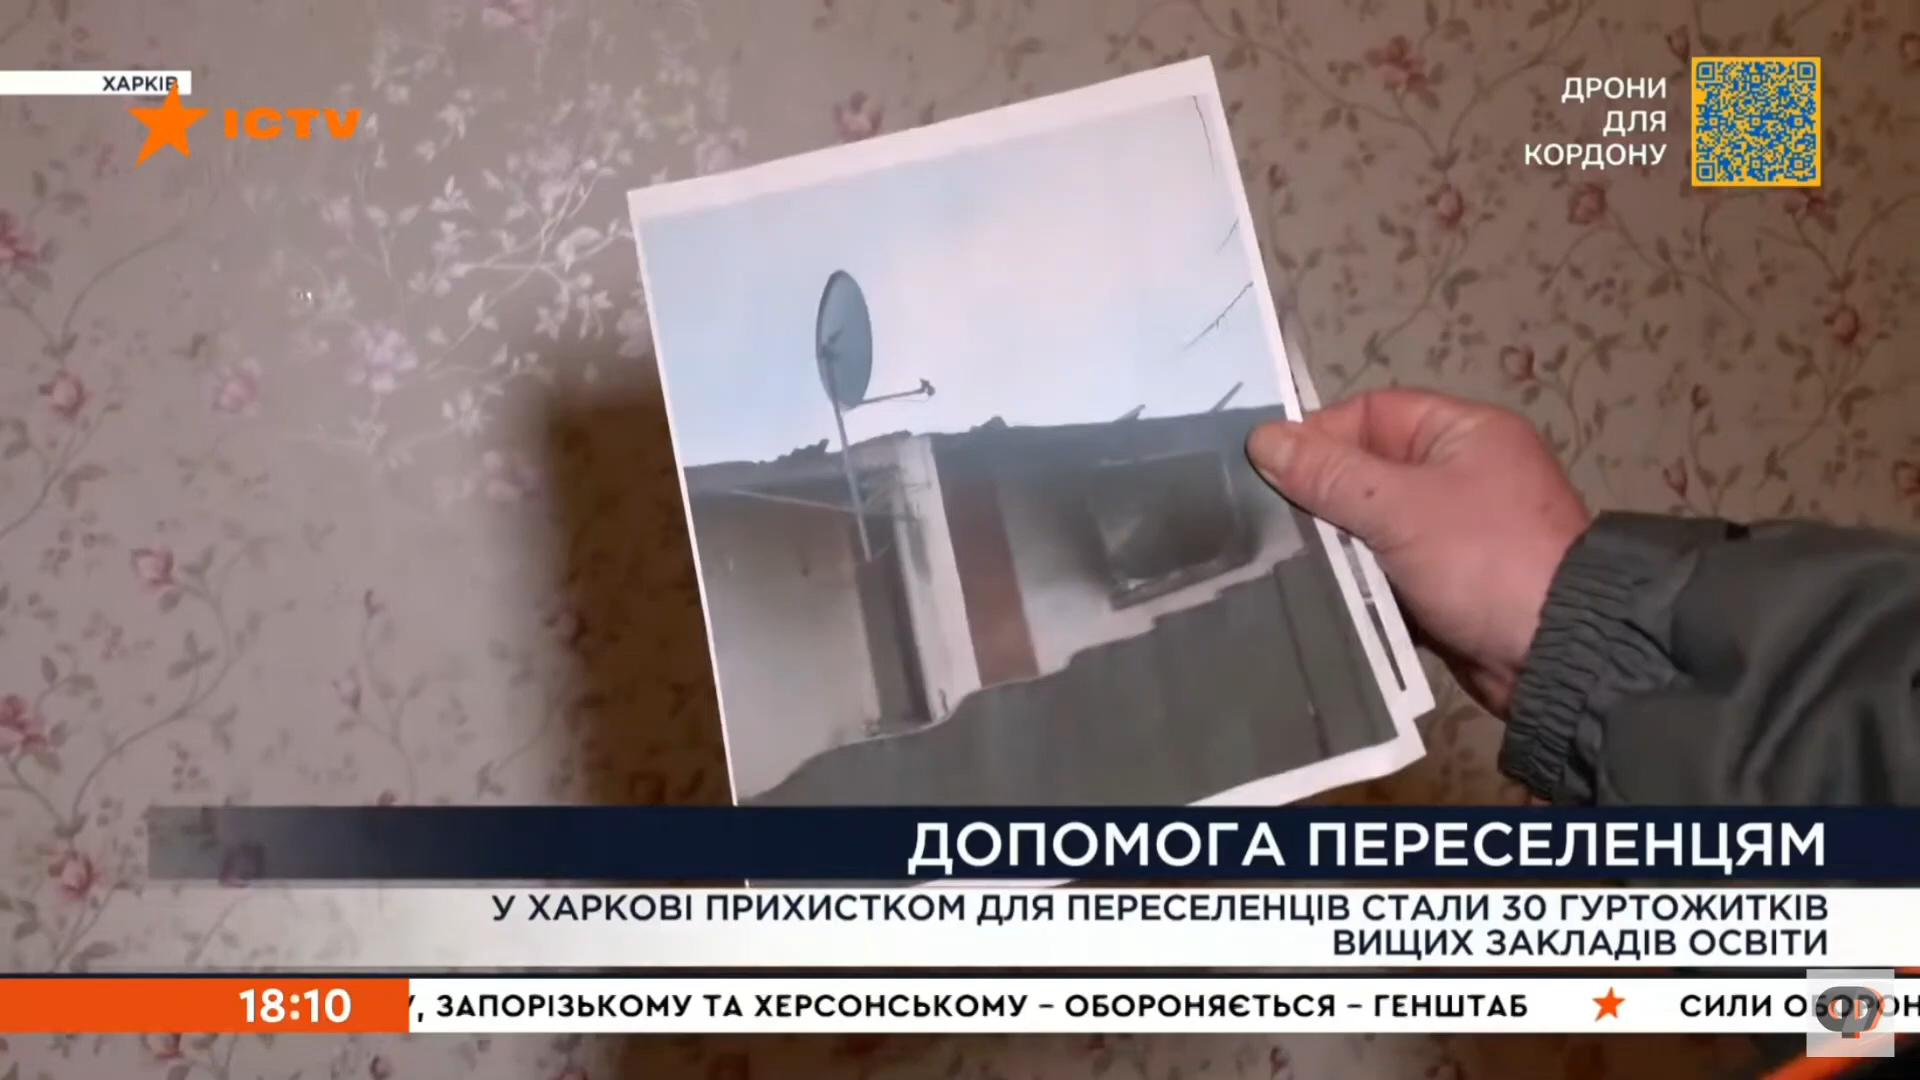 ХАРКІВ
ICTV
ДРОНИ
ДЛЯ
КОРДОНУ
ДОПОМОГА ПЕРЕСЕЛЕНЦЯМ
У ХАРКОВІ ПРИХИСТКОМ ДЛЯ ПЕРЕСЕЛЕНЦІВ СТАЛИ 30 ГУРТОЖИТКІВ
ВИЩИХ ЗАКЛАДІВ ОСВІТИ
18:10 , ЗАПОРІЗЬКОМУ ТА ХЕРСОНСЬКОМУ – ОБОРОНЯЄТЬСЯ – ГЕНШТАБ СИЛИ